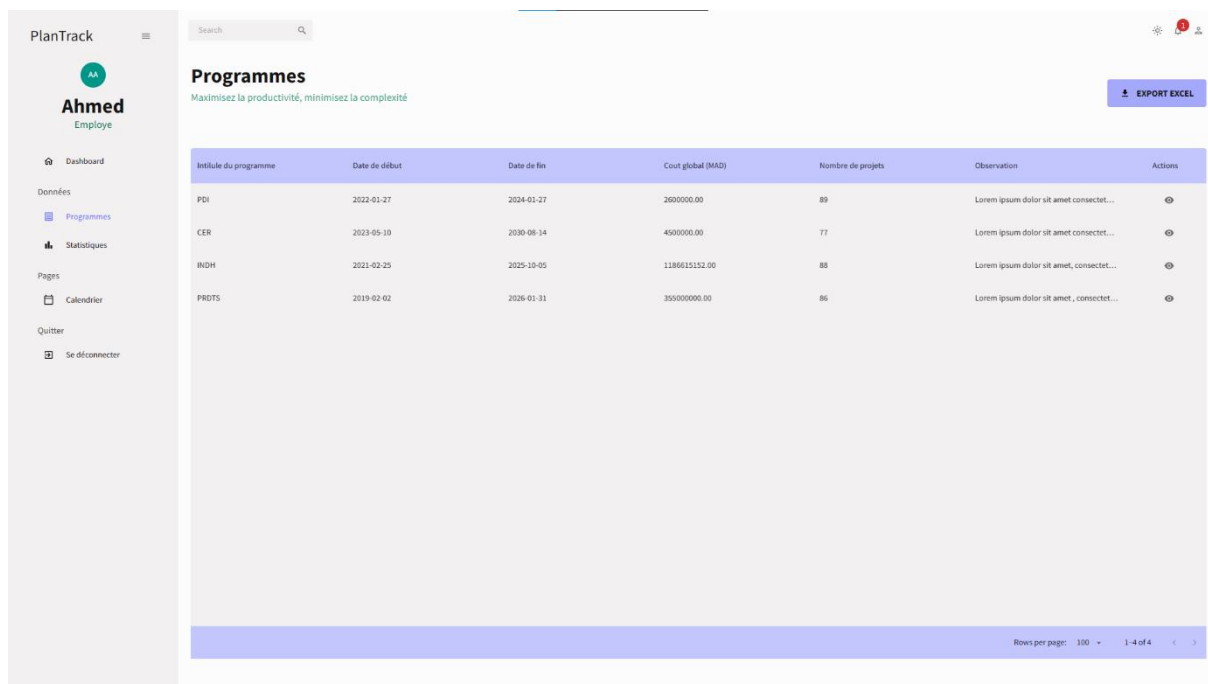 PlanTrack
AA
Ahmed
Employe
Dashboard
Données
Programmes
Statistiques
Pages
Calendrier
Quitter
Se déconnecter
Search
1
Programmes
Maximisez la productivité, minimisez la complexité
EXPORT EXCEL
Intilule du programme Date de début Date de fin Cout global (MAD) Nombre de projets Observation Actions
PDI 2022-01-27 2024-01-27 2600000.00 89 Lorem ipsum dolor sit amet consectet...
CER 2023-05-10 2030-08-14 4500000.00 77 Lorem ipsum dolor sit amet consectet...
INDH 2021-02-25 2025-10-05 1186615152.00 88 Lorem ipsum dolor sit amet, consectet...
PRDTS 2019-02-02 2026-01-31 355000000.00 86 Lorem ipsum dolor sit amet , consectet...
Rows per page: 100 1-4 of 4